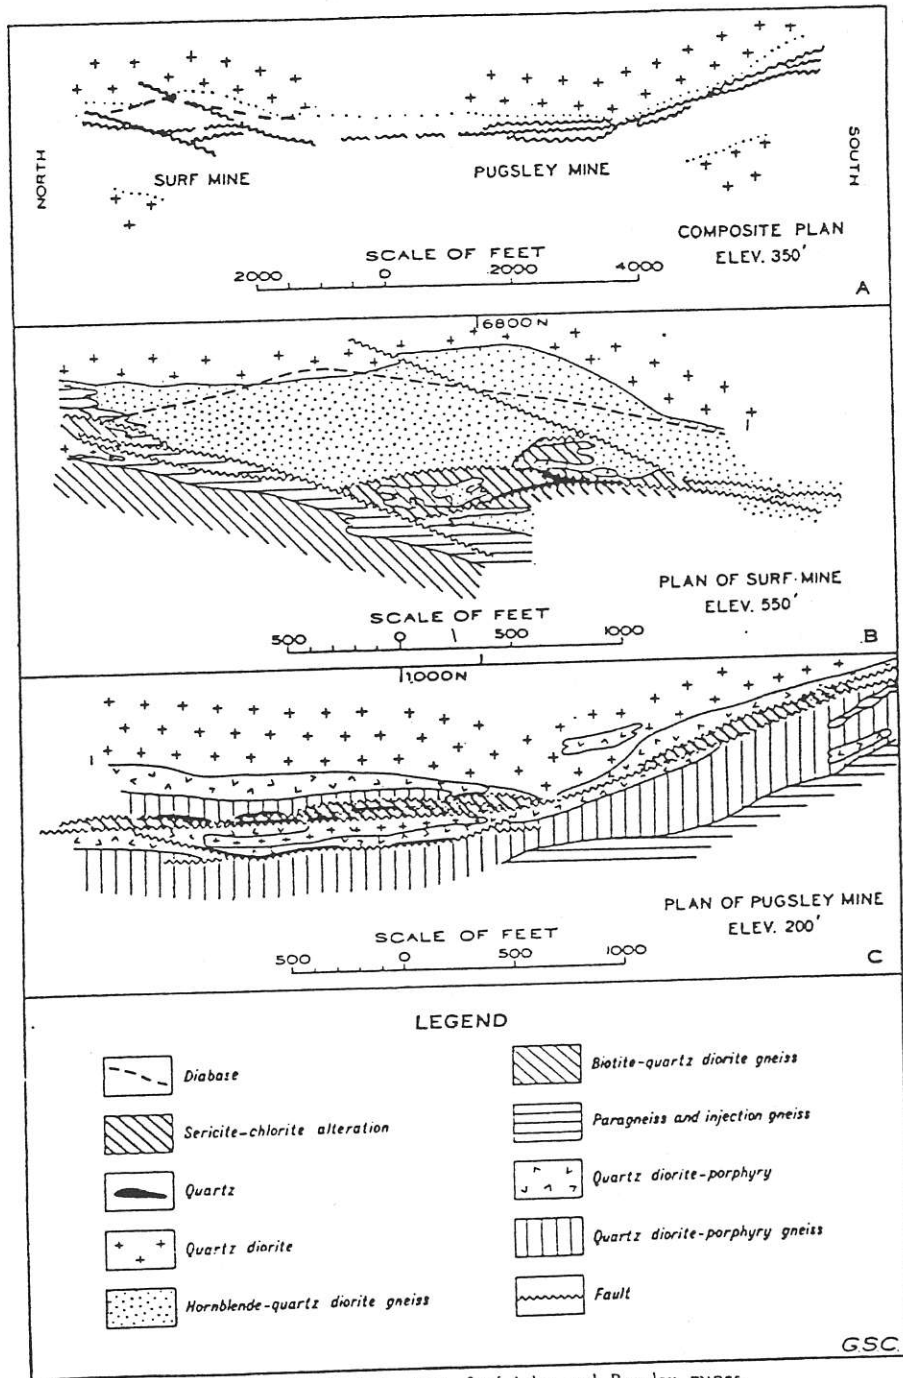 NORTH
SURF MINE
PUGSLEY MINE
SOUTH
COMPOSITE PLAN
ELEV. 350'
SCALE OF FEET
2000 0 2000 4000
A
6800 N
PLAN OF SURF MINE
ELEV. 550'
SCALE OF FEET
500 0 500 1000
B
1,000 N
PLAN OF PUGSLEY MINE
ELEV. 200'
SCALE OF FEET
500 0 500 1000
C
LEGEND
Diabase
Sericite-chlorite alteration
Quartz
Quartz diorite
Hornblende-quartz diorite gneiss
Biotite-quartz diorite gneiss
Paragneiss and injection gneiss
Quartz diorite-porphyry
Quartz diorite-porphyry gneiss
Fault
G.S.C.